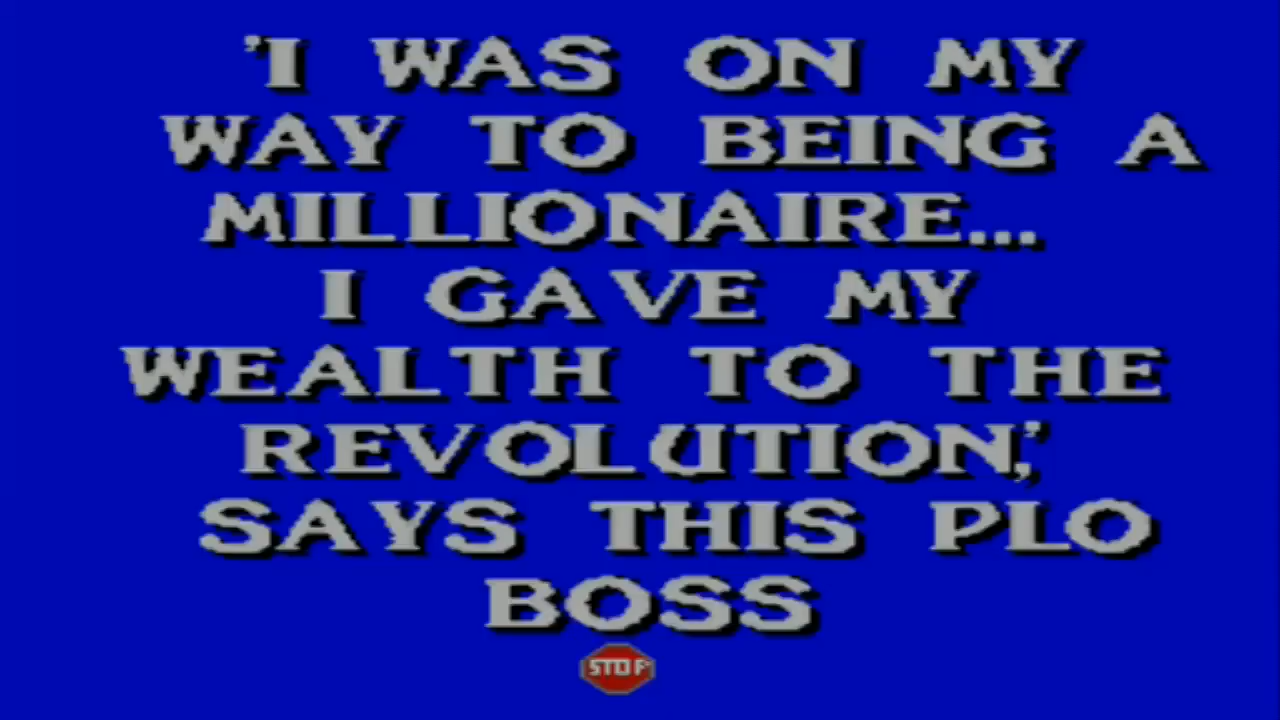 'I WAS ON MY
WAY TO BEING A
MILLIONAIRE...
I GAVE MY
WEALTH TO THE
REVOLUTION,'
SAYS THIS PLO
BOSS
STOP